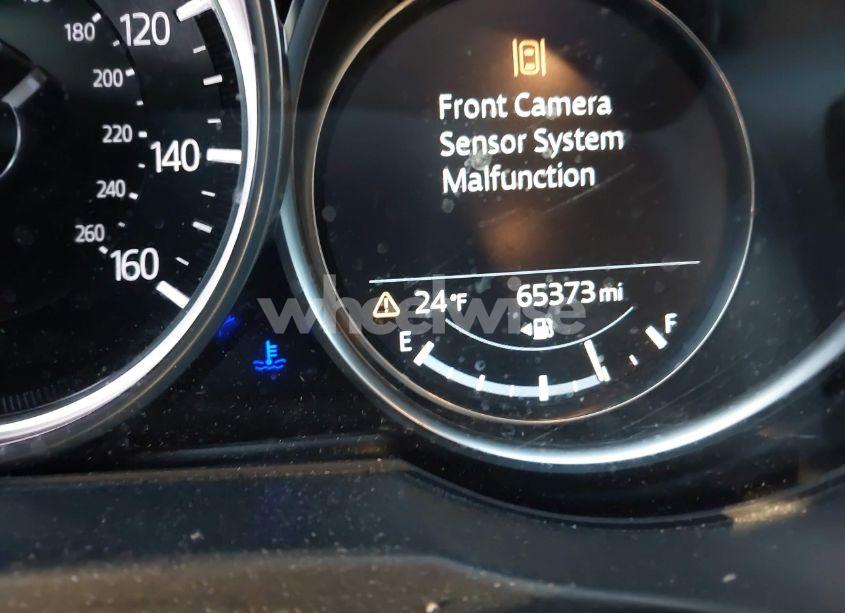 180
120
200
220
140
240
260
160
Front Camera
Sensor System
Malfunction
24°F
65373 mi
E
F
wheelwise